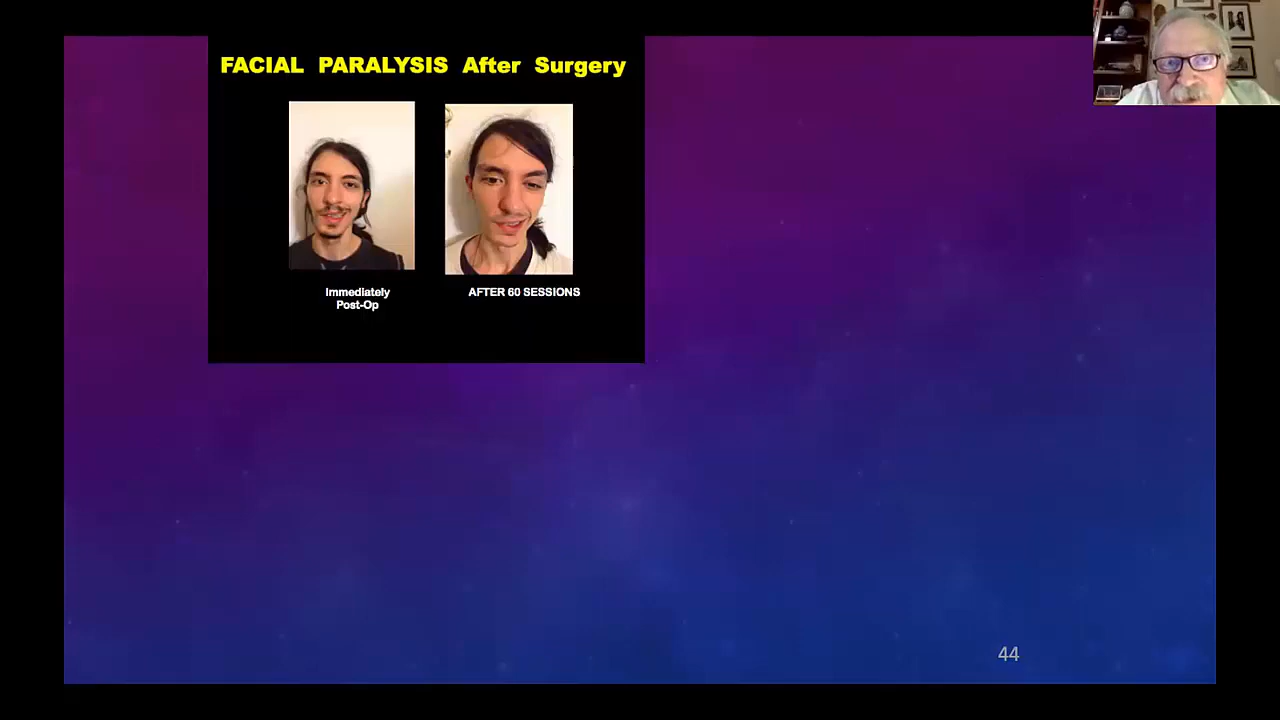 FACIAL PARALYSIS After Surgery
Immediately
Post-Op
AFTER 60 SESSIONS
44